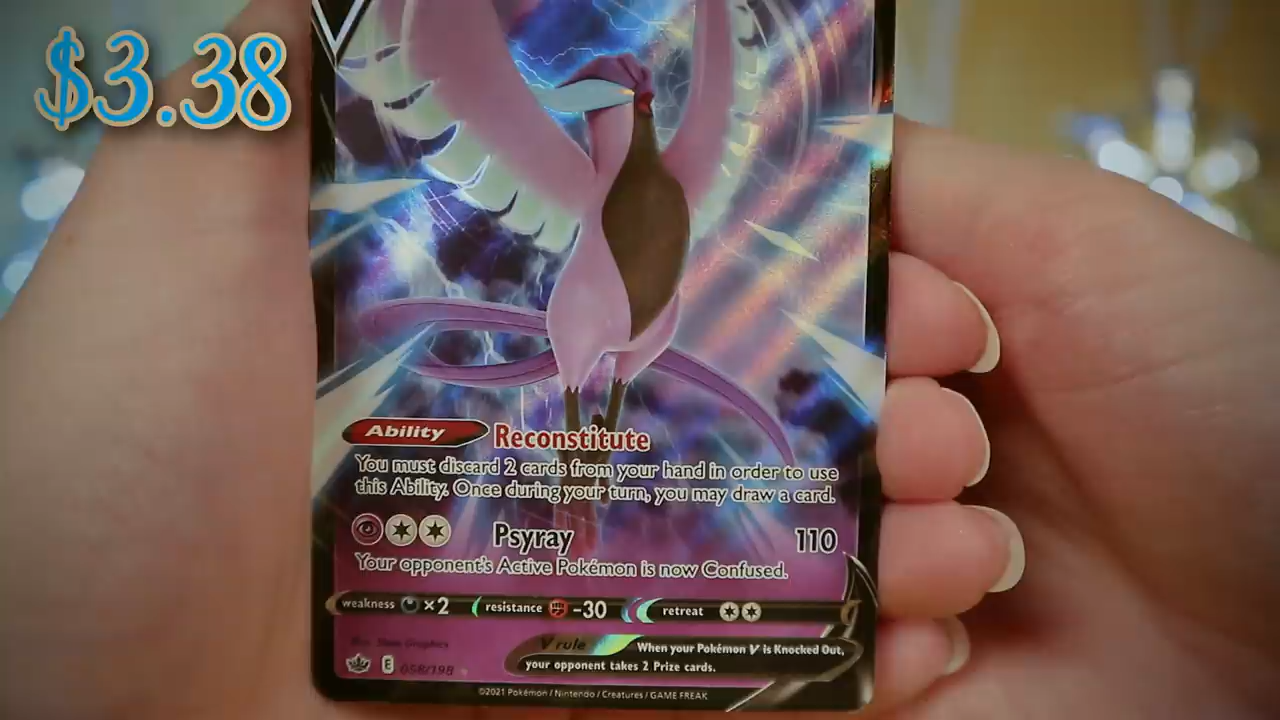 $3.38
Ability Reconstitute
You must discard 2 cards from your hand in order to use
this Ability. Once during your turn, you may draw a card.
Psyray 110
Your opponent's Active Pokémon is now Confused.
weakness ×2 resistance -30 retreat
V rule When your Pokémon V is Knocked Out,
your opponent takes 2 Prize cards.
Graphics
E 058/198
©2021 Pokémon / Nintendo / Creatures / GAME FREAK